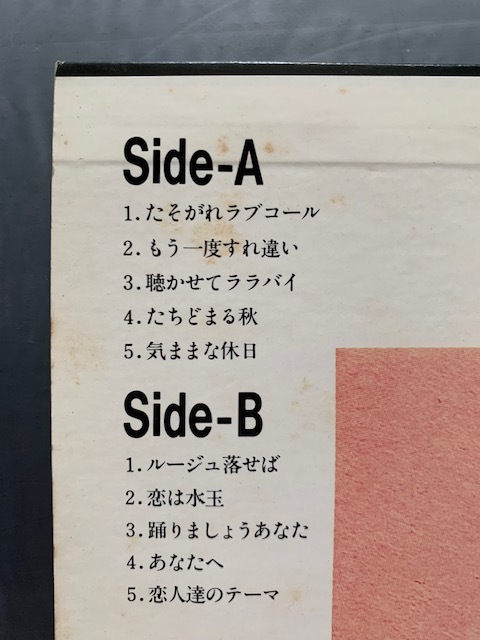 Side-A
1.たそがれラブコール
2.もう一度すれ違い
3.聴かせてララバイ
4.たちどまる秋
5.気ままな休日
Side-B
1.ルージュ落せば
2.恋は水玉
3.踊りましょうあなた
4.あなたへ
5.恋人達のテーマ